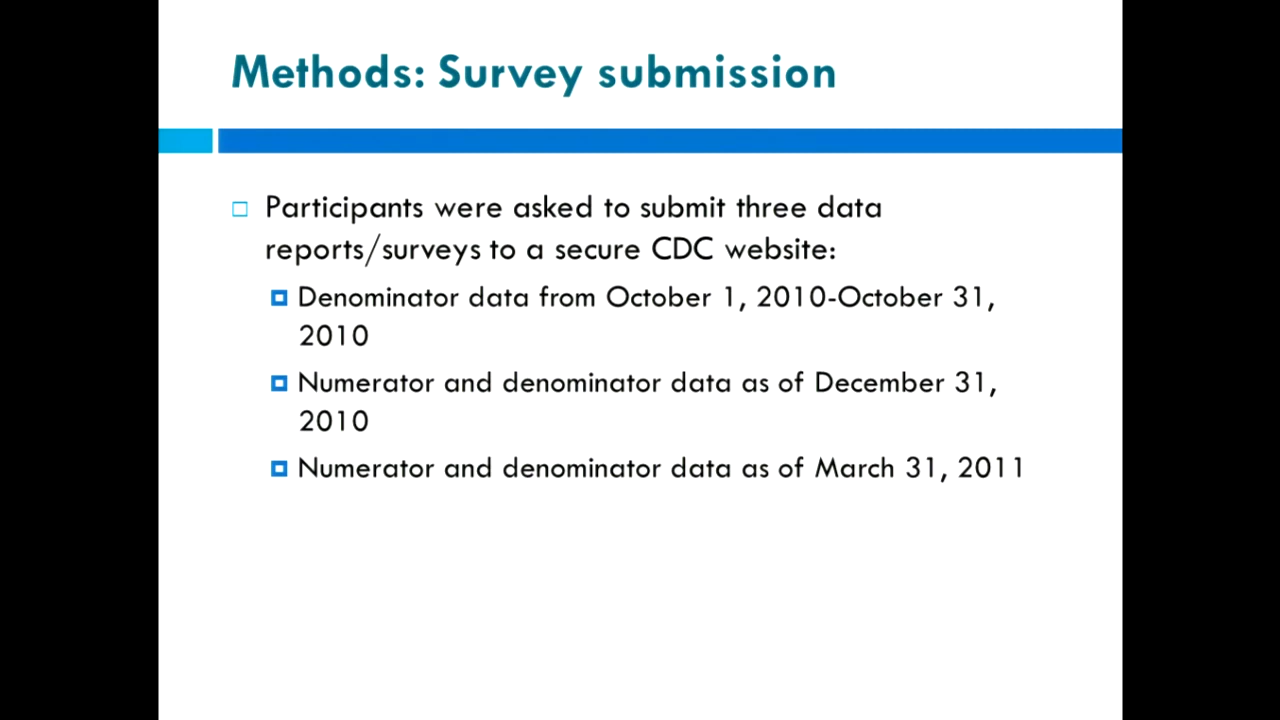 Methods: Survey submission
Participants were asked to submit three data
reports/surveys to a secure CDC website:
Denominator data from October 1, 2010-October 31,
2010
Numerator and denominator data as of December 31,
2010
Numerator and denominator data as of March 31, 2011